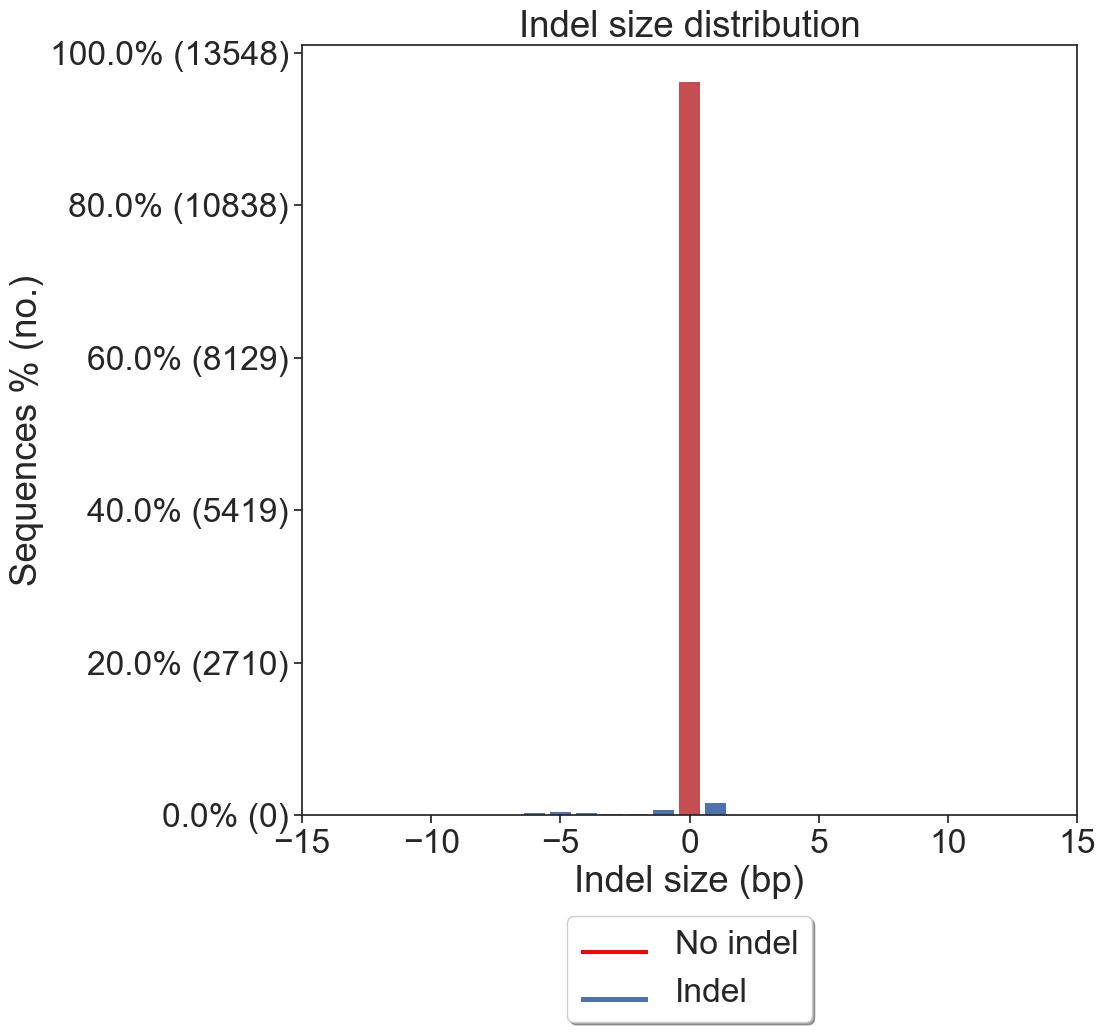 Indel size distribution
Sequences % (no.)
100.0% (13548)
80.0% (10838)
60.0% (8129)
40.0% (5419)
20.0% (2710)
0.0% (0)
−15 −10 −5 0 5 10 15
Indel size (bp)
No indel
Indel